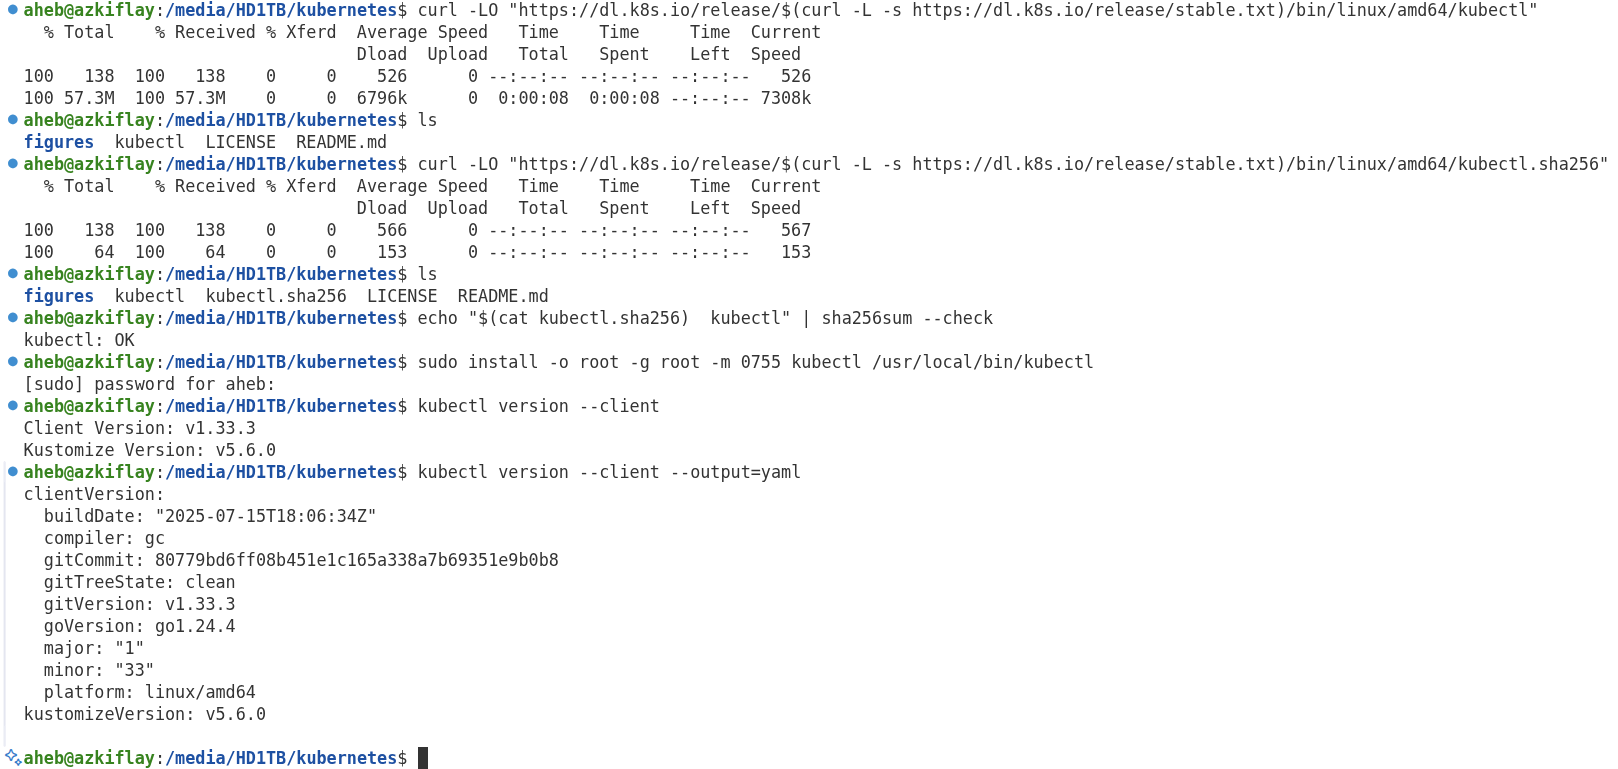 aheb@azkiflay:/media/HD1TB/kubernetes$ curl -LO "https://dl.k8s.io/release/$(curl -L -s https://dl.k8s.io/release/stable.txt)/bin/linux/amd64/kubectl"
  % Total    % Received % Xferd  Average Speed   Time    Time     Time  Current
                                 Dload  Upload   Total   Spent    Left  Speed
100   138  100   138    0     0    526      0 --:--:-- --:--:-- --:--:--   526
100 57.3M  100 57.3M    0     0  6796k      0  0:00:08  0:00:08 --:--:-- 7308k
aheb@azkiflay:/media/HD1TB/kubernetes$ ls
figures  kubectl  LICENSE  README.md
aheb@azkiflay:/media/HD1TB/kubernetes$ curl -LO "https://dl.k8s.io/release/$(curl -L -s https://dl.k8s.io/release/stable.txt)/bin/linux/amd64/kubectl.sha256"
  % Total    % Received % Xferd  Average Speed   Time    Time     Time  Current
                                 Dload  Upload   Total   Spent    Left  Speed
100   138  100   138    0     0    566      0 --:--:-- --:--:-- --:--:--   567
100    64  100    64    0     0    153      0 --:--:-- --:--:-- --:--:--   153
aheb@azkiflay:/media/HD1TB/kubernetes$ ls
figures  kubectl  kubectl.sha256  LICENSE  README.md
aheb@azkiflay:/media/HD1TB/kubernetes$ echo "$(cat kubectl.sha256)  kubectl" | sha256sum --check
kubectl: OK
aheb@azkiflay:/media/HD1TB/kubernetes$ sudo install -o root -g root -m 0755 kubectl /usr/local/bin/kubectl
[sudo] password for aheb:
aheb@azkiflay:/media/HD1TB/kubernetes$ kubectl version --client
Client Version: v1.33.3
Kustomize Version: v5.6.0
aheb@azkiflay:/media/HD1TB/kubernetes$ kubectl version --client --output=yaml
clientVersion:
  buildDate: "2025-07-15T18:06:34Z"
  compiler: gc
  gitCommit: 80779bd6ff08b451e1c165a338a7b69351e9b0b8
  gitTreeState: clean
  gitVersion: v1.33.3
  goVersion: go1.24.4
  major: "1"
  minor: "33"
  platform: linux/amd64
kustomizeVersion: v5.6.0
aheb@azkiflay:/media/HD1TB/kubernetes$